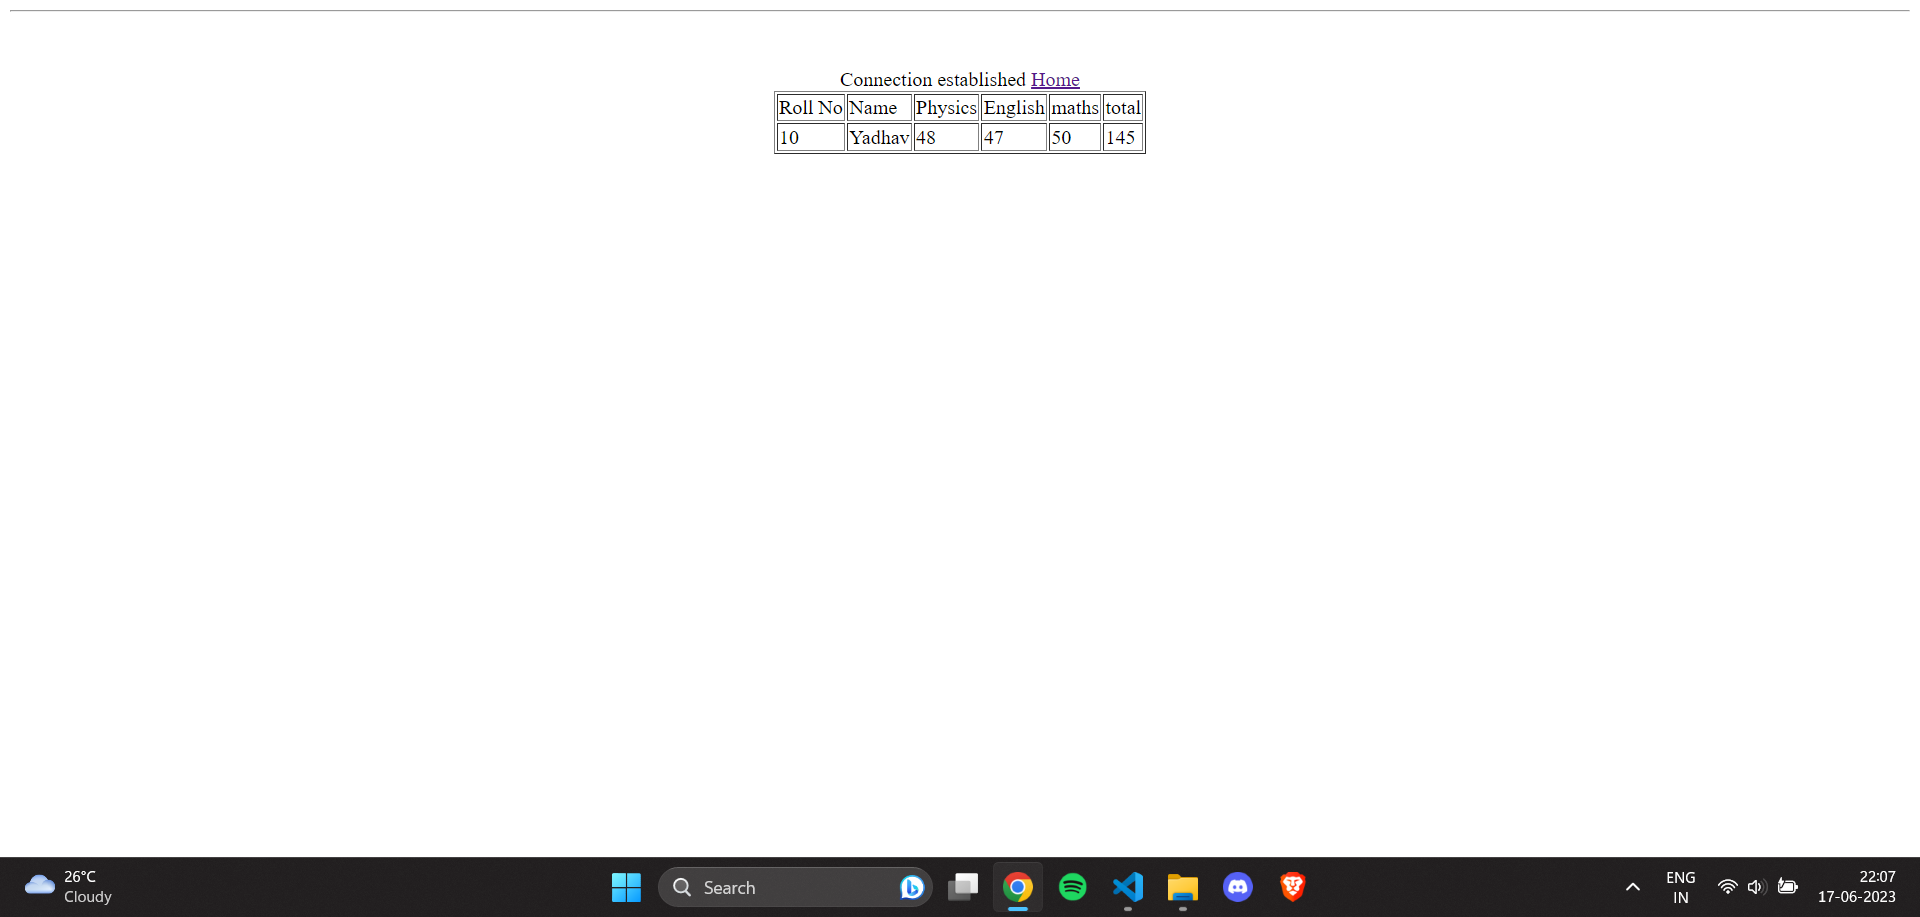 Connection established Home
Roll No Name Physics English maths total
10 Yadhav 48 47 50 145
26°C
Cloudy
Search
ENG
IN
22:07
17-06-2023